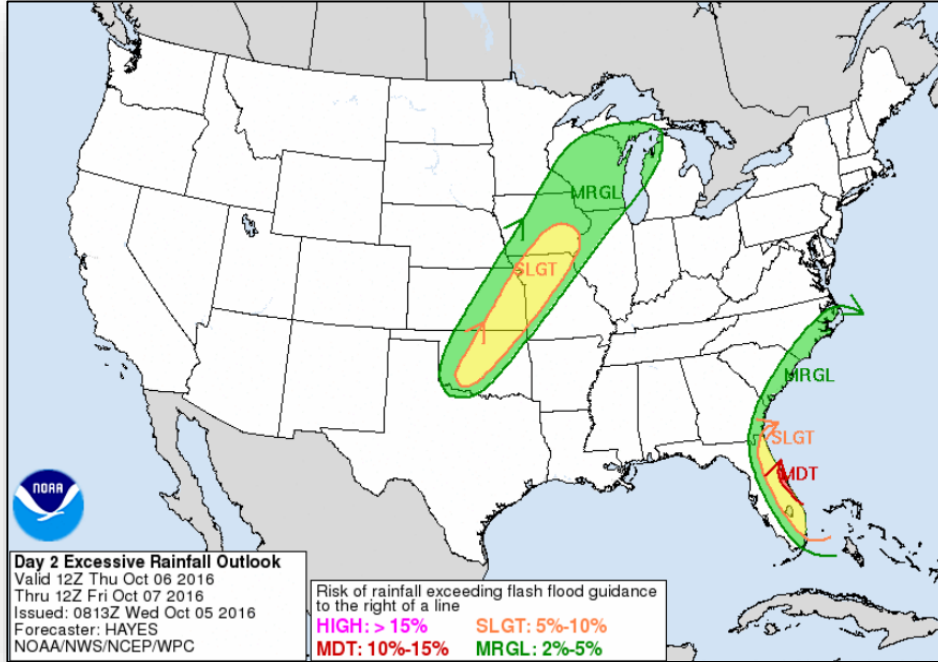 MRGL
SLGT
MRGL
SLGT
MDT
NOAA
Day 2 Excessive Rainfall Outlook
Valid 12Z Thu Oct 06 2016
Thru 12Z Fri Oct 07 2016
Issued: 0813Z Wed Oct 05 2016
Forecaster: HAYES
NOAA/NWS/NCEP/WPC
Risk of rainfall exceeding flash flood guidance
to the right of a line
HIGH: > 15% SLGT: 5%-10%
MDT: 10%-15% MRGL: 2%-5%